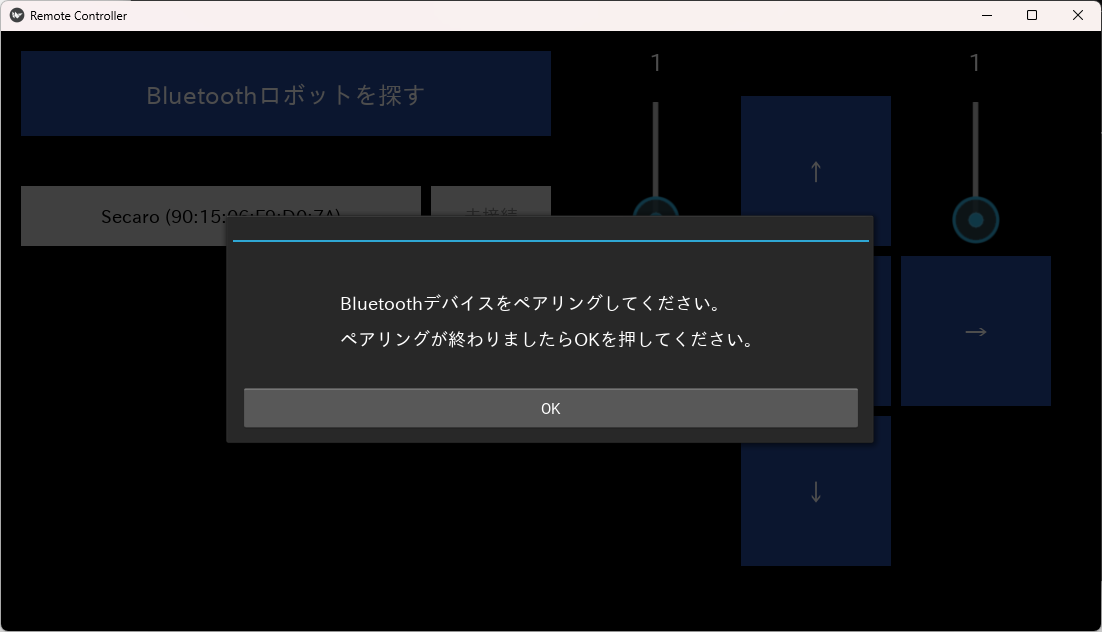 Remote Controller
Bluetoothロボットを探す
1
1
↑
Secaro (90:15:06:F9:D0:7A)
未接続
→
Bluetoothデバイスをペアリングしてください。
ペアリングが終わりましたらOKを押してください。
OK
↓